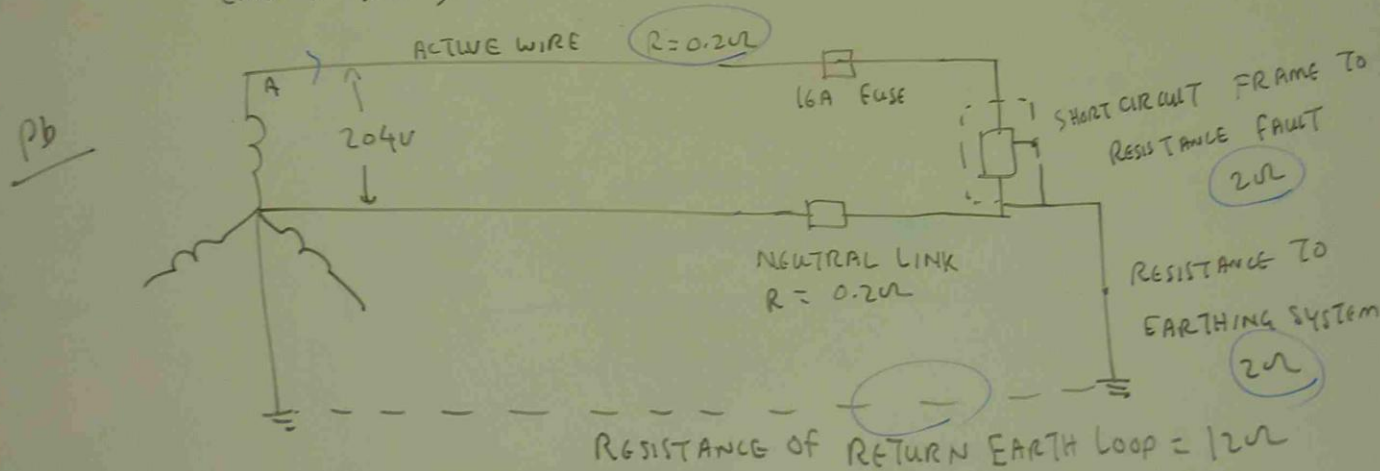 ACTIVE WIRE R=0.2Ω
A
16A FUSE
204V
Pb
SHORT CIRCUIT FRAME TO
RESISTANCE FAULT
2Ω
NEUTRAL LINK
R = 0.2Ω
RESISTANCE TO
EARTHING SYSTEM
2Ω
RESISTANCE OF RETURN EARTH LOOP = 12Ω